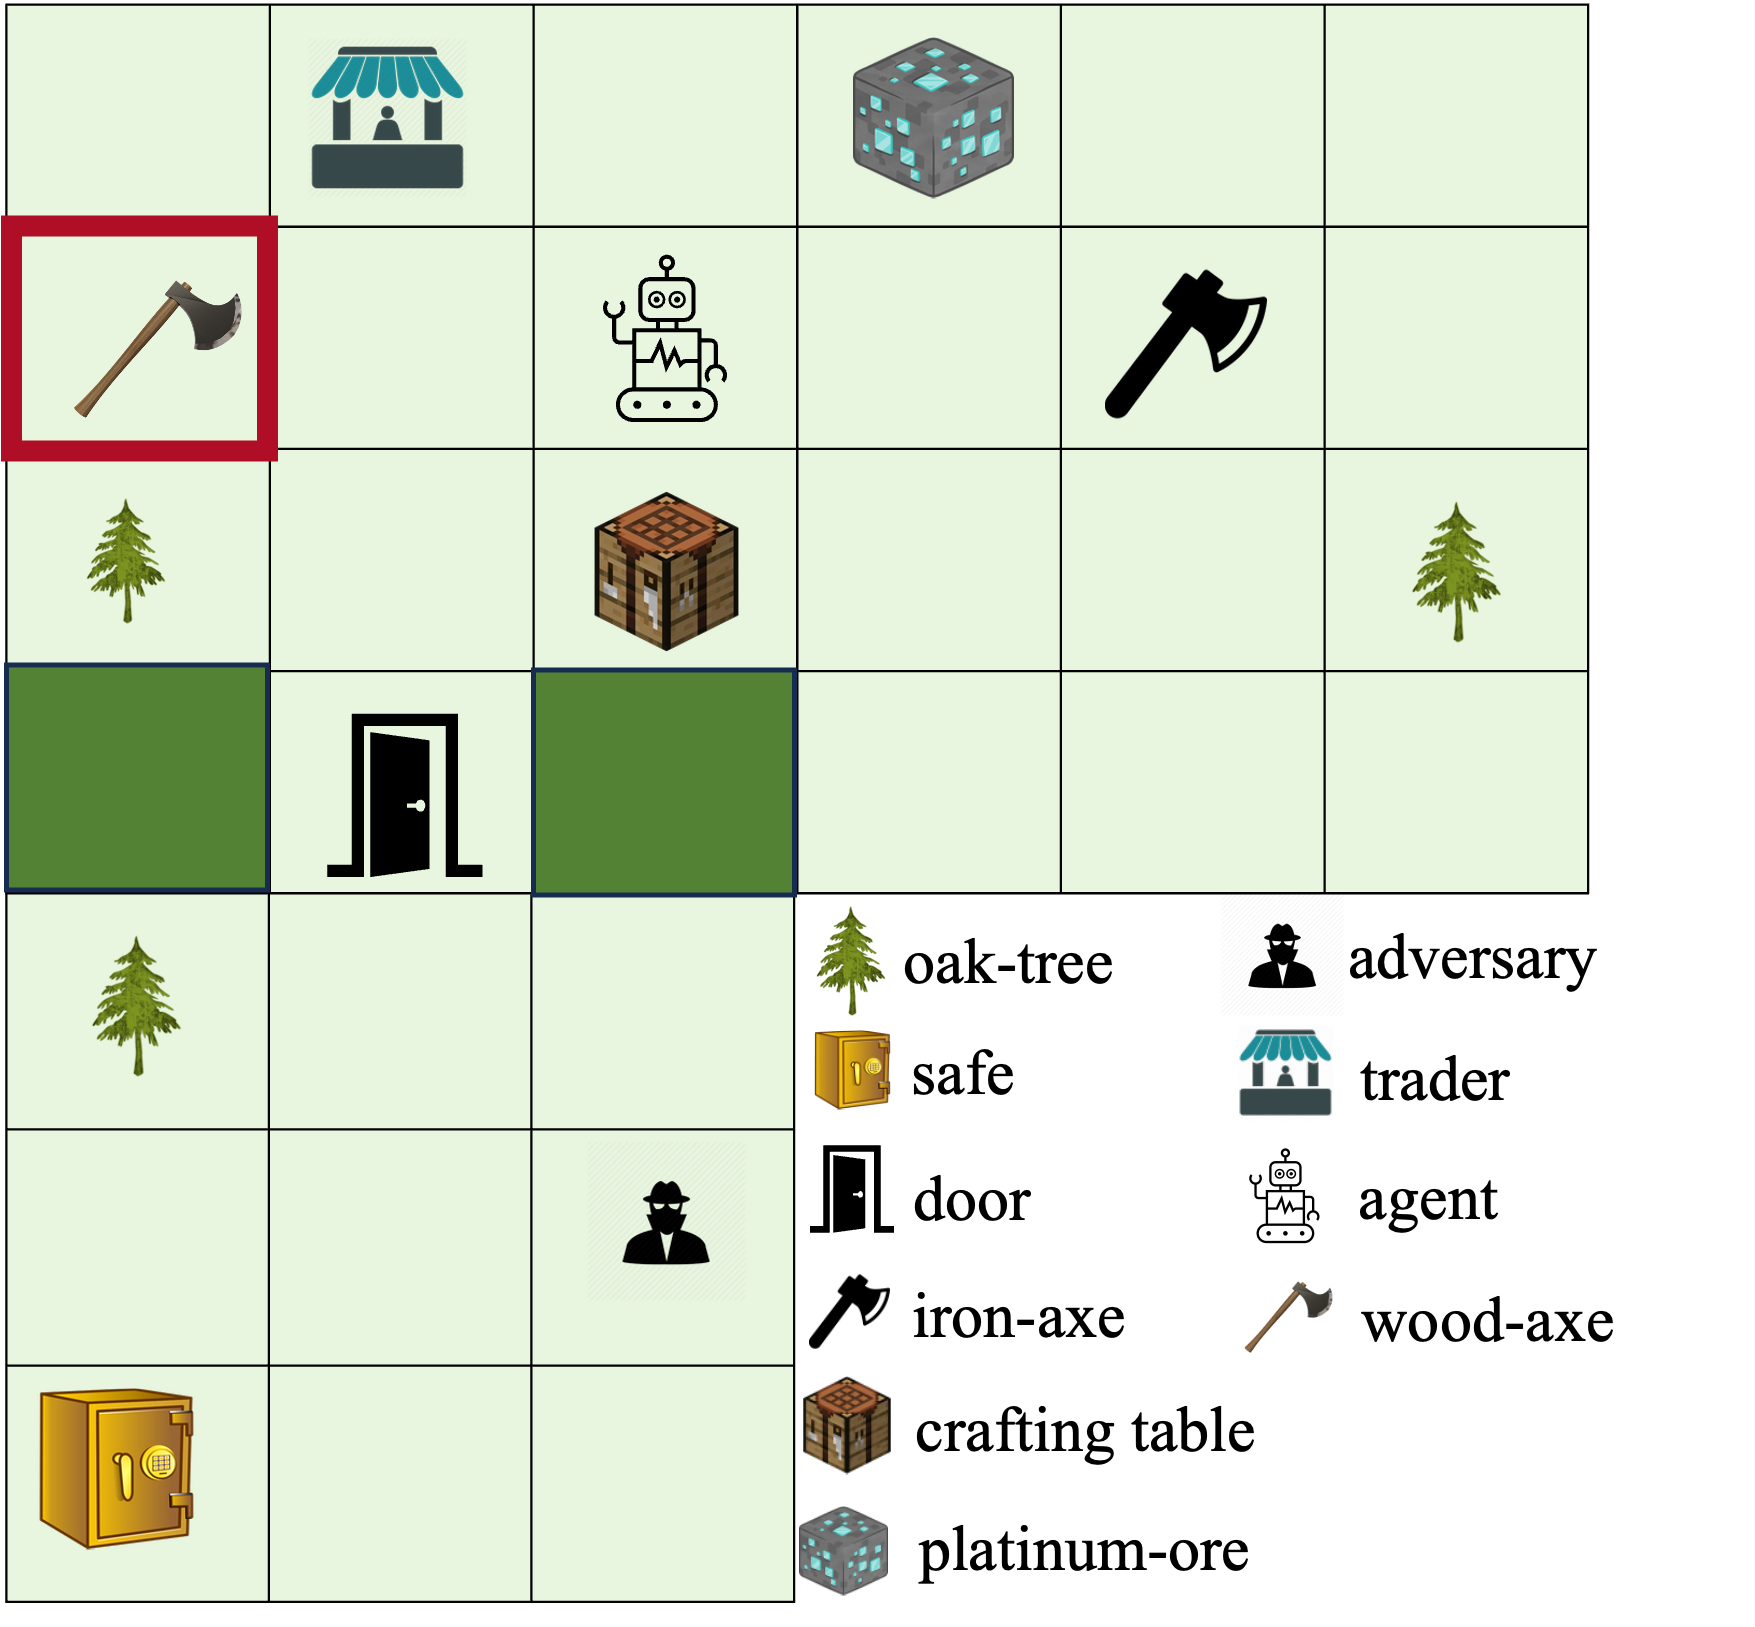 oak-tree
adversary
safe
trader
door
agent
iron-axe
wood-axe
crafting table
platinum-ore